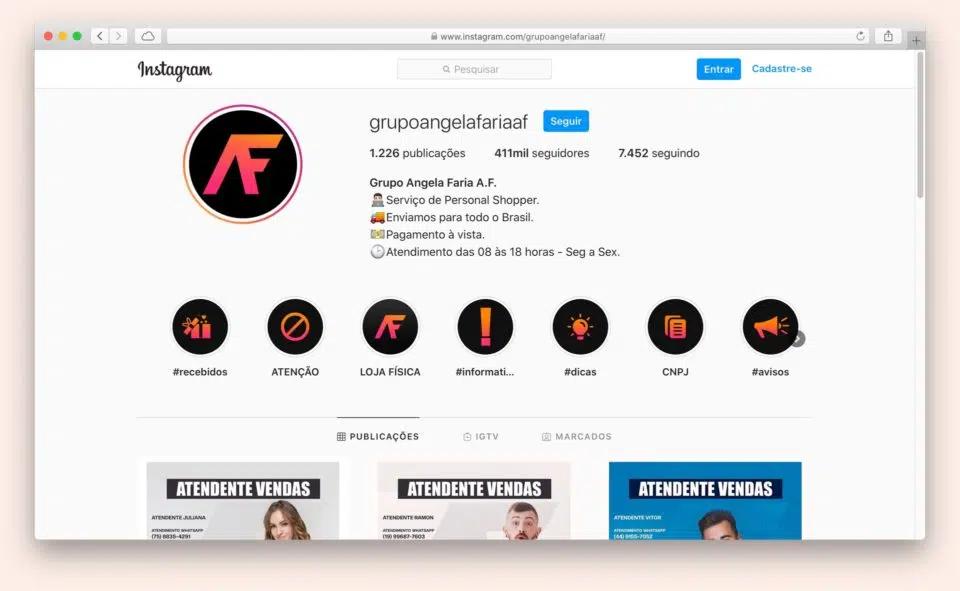 www.instagram.com/grupoangelafariaaf/
Instagram
Pesquisar
Entrar
Cadastre-se
AF
grupoangelafariaaf
Seguir
1.226 publicações 411mil seguidores 7.452 seguindo
Grupo Angela Faria A.F.
Serviço de Personal Shopper.
Enviamos para todo o Brasil.
Pagamento à vista.
Atendimento das 08 às 18 horas - Seg a Sex.
AF
#recebidos ATENÇÃO LOJA FÍSICA #informati... #dicas CNPJ #avisos
PUBLICAÇÕES IGTV MARCADOS
ATENDENTE VENDAS
ATENDENTE JULIANA
ATENDIMENTO WHATSAPP
(75) 8835-4291
ATENDENTE VENDAS
ATENDENTE RAMON
ATENDIMENTO WHATSAPP
(19) 99687-7603
ATENDENTE VENDAS
ATENDENTE VITOR
ATENDIMENTO WHATSAPP
(44) 9155-7052